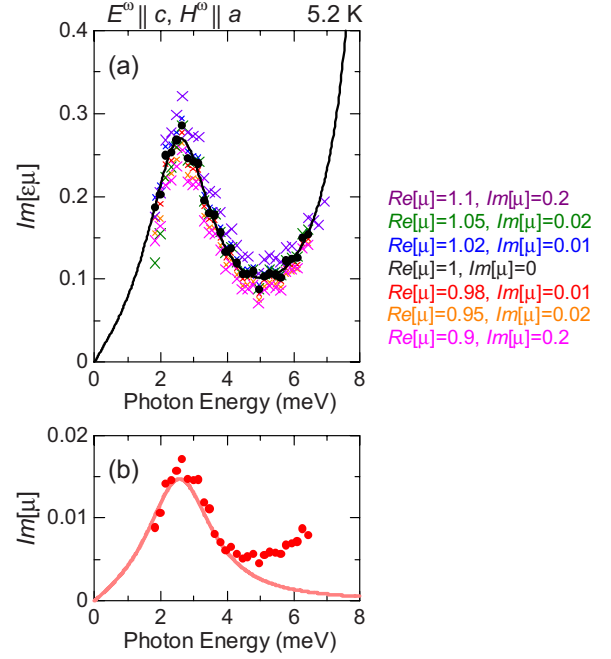 E^ω || c, H^ω || a 5.2 K
(a)
0.4
0.3
0.2
0.1
0
Im[εμ]
0 2 4 6 8
Photon Energy (meV)
Re[μ]=1.1, Im[μ]=0.2
Re[μ]=1.05, Im[μ]=0.02
Re[μ]=1.02, Im[μ]=0.01
Re[μ]=1, Im[μ]=0
Re[μ]=0.98, Im[μ]=0.01
Re[μ]=0.95, Im[μ]=0.02
Re[μ]=0.9, Im[μ]=0.2
(b)
0.02
0.01
0
Im[μ]
0 2 4 6 8
Photon Energy (meV)